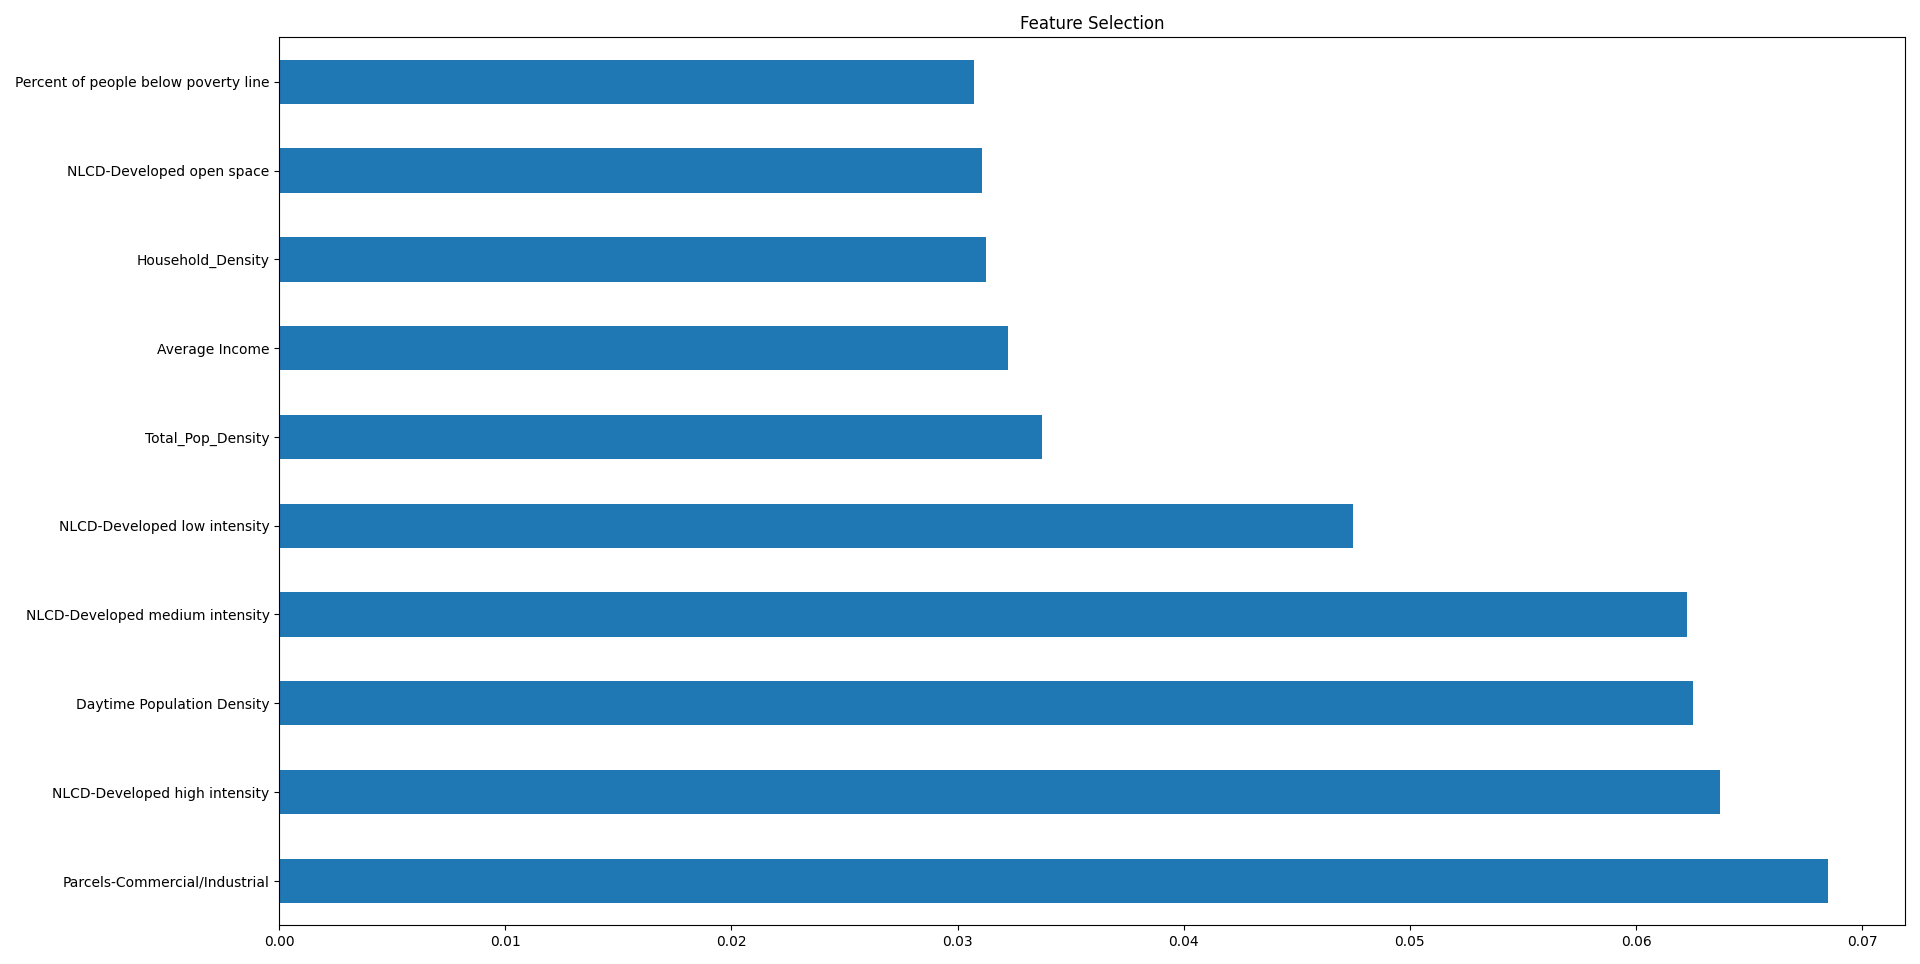 Feature Selection
Percent of people below poverty line
NLCD-Developed open space
Household_Density
Average Income
Total_Pop_Density
NLCD-Developed low intensity
NLCD-Developed medium intensity
Daytime Population Density
NLCD-Developed high intensity
Parcels-Commercial/Industrial
0.00 0.01 0.02 0.03 0.04 0.05 0.06 0.07